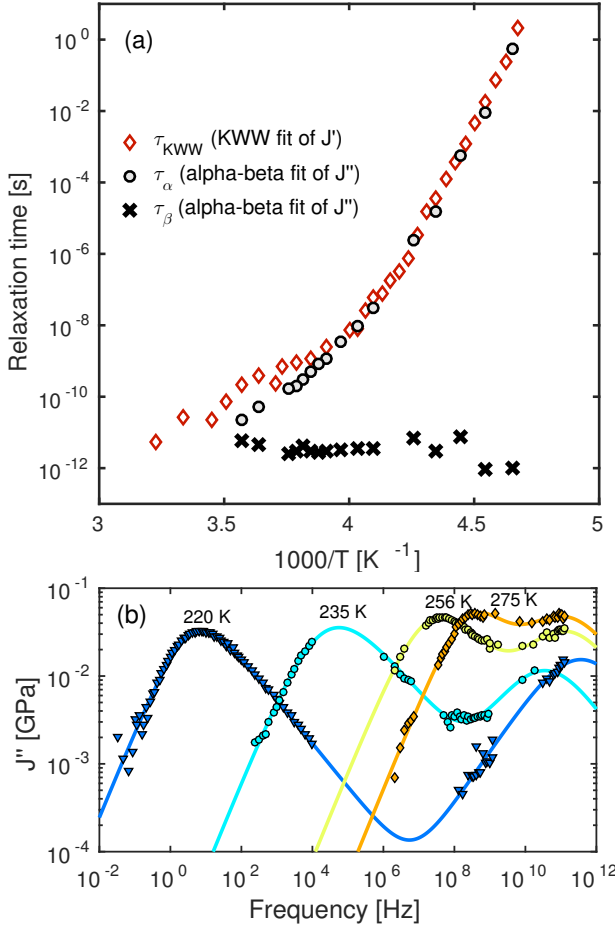 (a)
τ_KWW (KWW fit of J')
τ_α (alpha-beta fit of J'')
τ_β (alpha-beta fit of J'')
Relaxation time [s]
10^0
10^-2
10^-4
10^-6
10^-8
10^-10
10^-12
3 3.5 4 4.5 5
1000/T [K^-1]
(b)
220 K 235 K 256 K 275 K
J'' [GPa]
10^-1
10^-2
10^-3
10^-4
10^-2 10^0 10^2 10^4 10^6 10^8 10^10 10^12
Frequency [Hz]